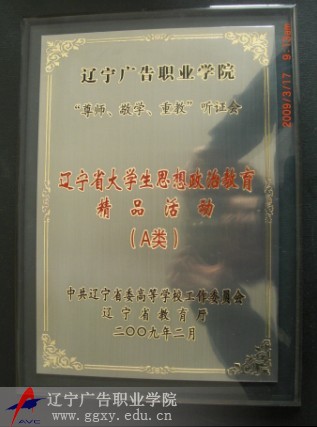 辽宁广告职业学院
“尊师、敬学、重教”听证会
辽宁省大学生思想政治教育
精品活动
（A类）
中共辽宁省委高等学校工作委员会
辽宁省教育厅
二〇〇九年二月
2009/3/17
AVC
辽宁广告职业学院
www.ggxy.edu.cn